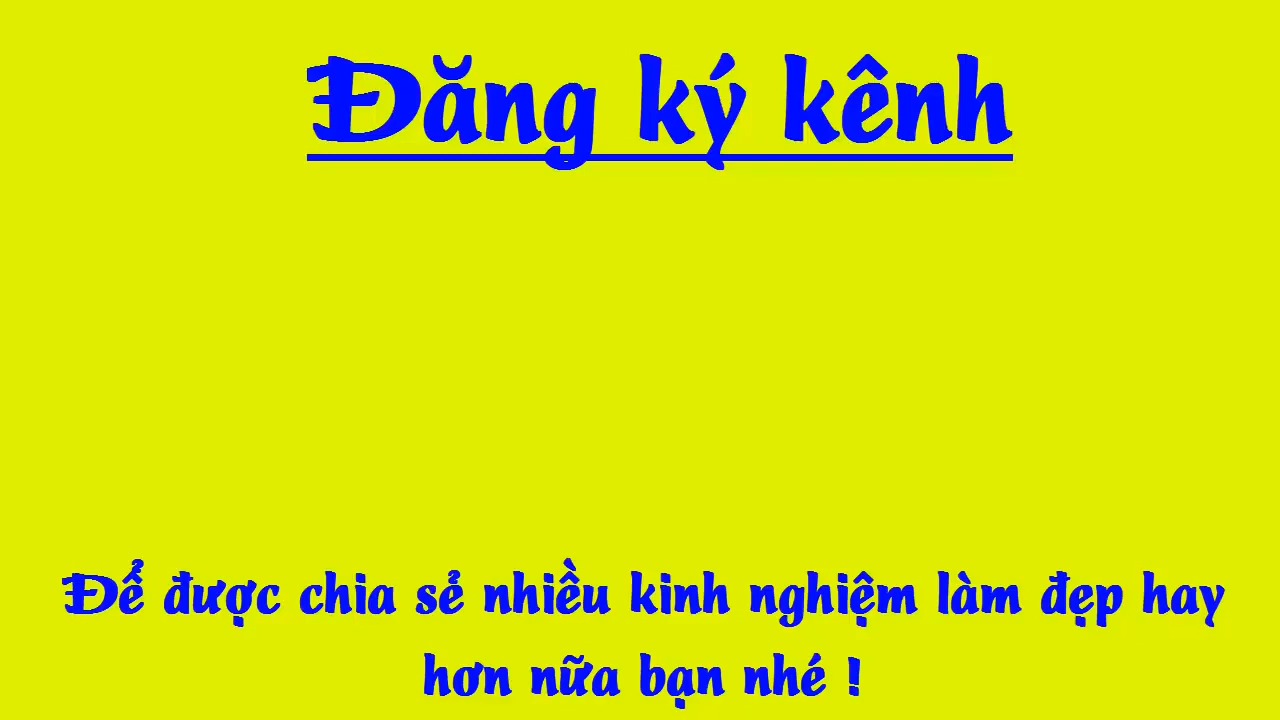 Đăng ký kênh
Để được chia sẻ nhiều kinh nghiệm làm đẹp hay
hơn nữa bạn nhé !